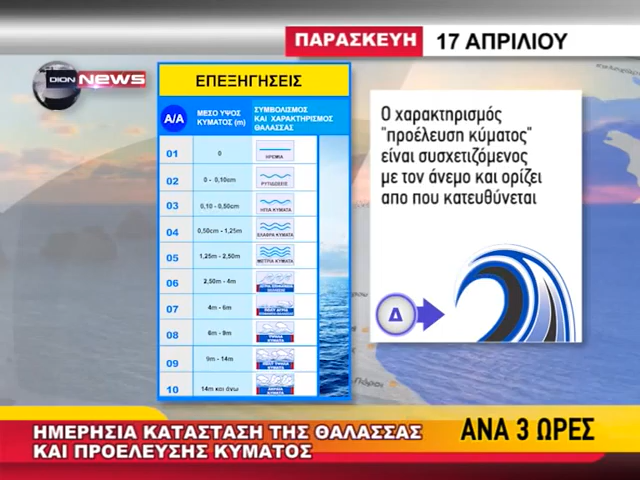 ΠΑΡΑΣΚΕΥΗ 17 ΑΠΡΙΛΙΟΥ
DION NEWS
ΕΠΕΞΗΓΗΣΕΙΣ
Α/Α ΜΕΣΟ ΥΨΟΣ ΚΥΜΑΤΟΣ (m) ΣΥΜΒΟΛΙΣΜΟΣ ΚΑΙ ΧΑΡΑΚΤΗΡΙΣΜΟΣ ΘΑΛΑΣΣΑΣ
01 0 ΗΡΕΜΙΑ
02 0 - 0,10cm ΡΥΤΙΔΩΣΕΙΣ
03 0,10 - 0,50cm ΗΠΙΑ ΚΥΜΑΤΑ
04 0,50cm - 1,25m ΕΛΑΦΡΑ ΚΥΜΑΤΑ
05 1,25m - 2,50m ΜΕΤΡΙΑ ΚΥΜΑΤΑ
06 2,50m - 4m
07 4m - 6m
08 6m - 9m ΥΨΗΛΑ ΚΥΜΑΤΑ
09 9m - 14m
10 14m και άνω
Ο χαρακτηρισμός
"προέλευση κύματος"
είναι συσχετιζόμενος
με τον άνεμο και ορίζει
απο που κατευθύνεται
Δ
ΗΜΕΡΗΣΙΑ ΚΑΤΑΣΤΑΣΗ ΤΗΣ ΘΑΛΑΣΣΑΣ
ΚΑΙ ΠΡΟΕΛΕΥΣΗΣ ΚΥΜΑΤΟΣ
ΑΝΑ 3 ΩΡΕΣ